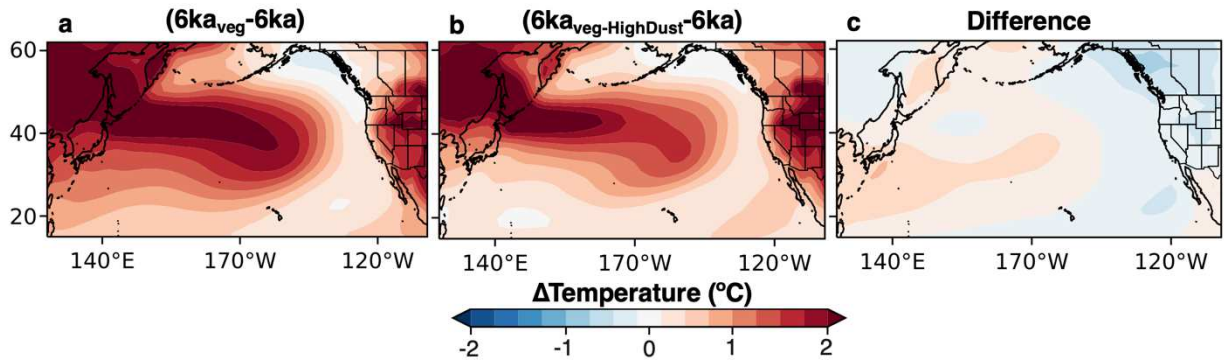 a (6ka_veg-6ka)
b (6ka_veg-HighDust-6ka)
c Difference
60
40
20
140°E 170°W 120°W
140°E 170°W 120°W
140°E 170°W 120°W
ΔTemperature (ºC)
-2 -1 0 1 2